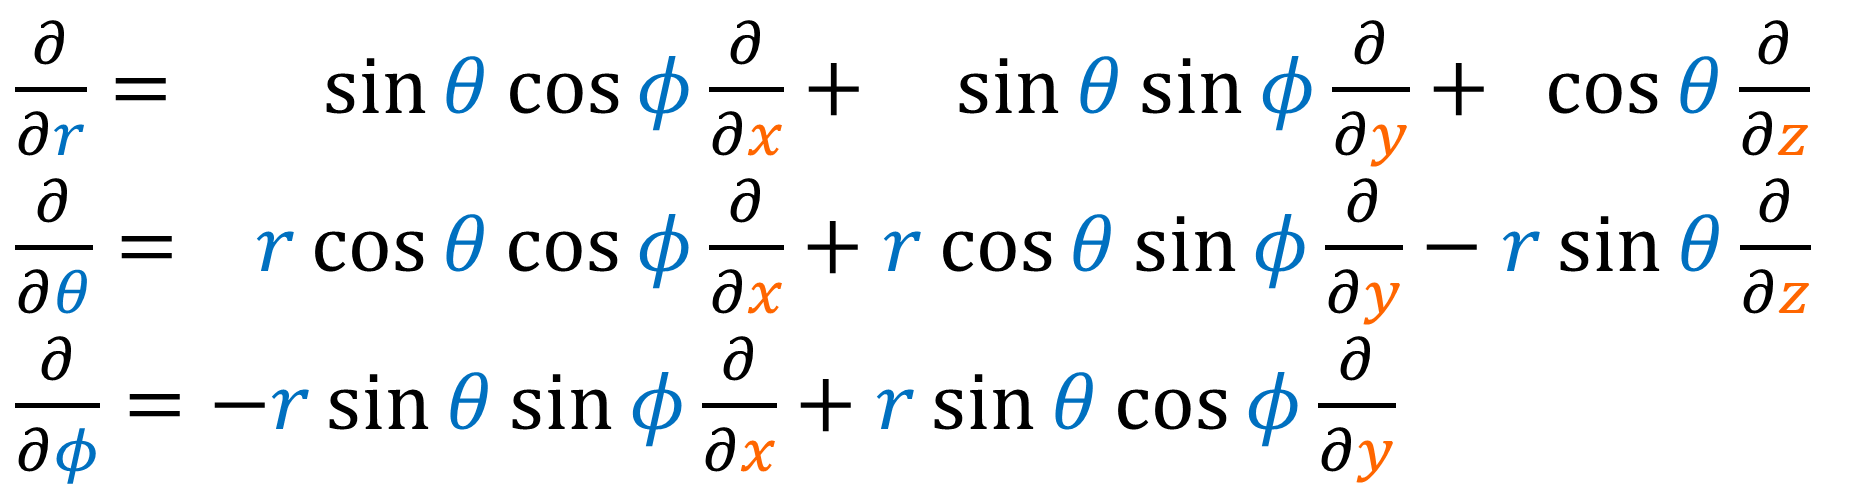 ∂/∂r = sin θ cos ϕ ∂/∂x + sin θ sin ϕ ∂/∂y + cos θ ∂/∂z
∂/∂θ = r cos θ cos ϕ ∂/∂x + r cos θ sin ϕ ∂/∂y − r sin θ ∂/∂z
∂/∂ϕ = −r sin θ sin ϕ ∂/∂x + r sin θ cos ϕ ∂/∂y